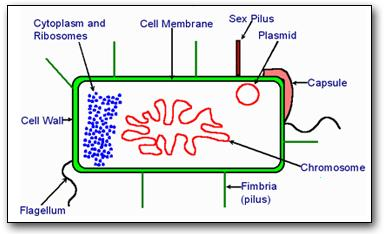 Cytoplasm and
Ribosomes
Cell Membrane
Sex Pilus
Plasmid
Capsule
Cell Wall
Chromosome
Fimbria
(pilus)
Flagellum